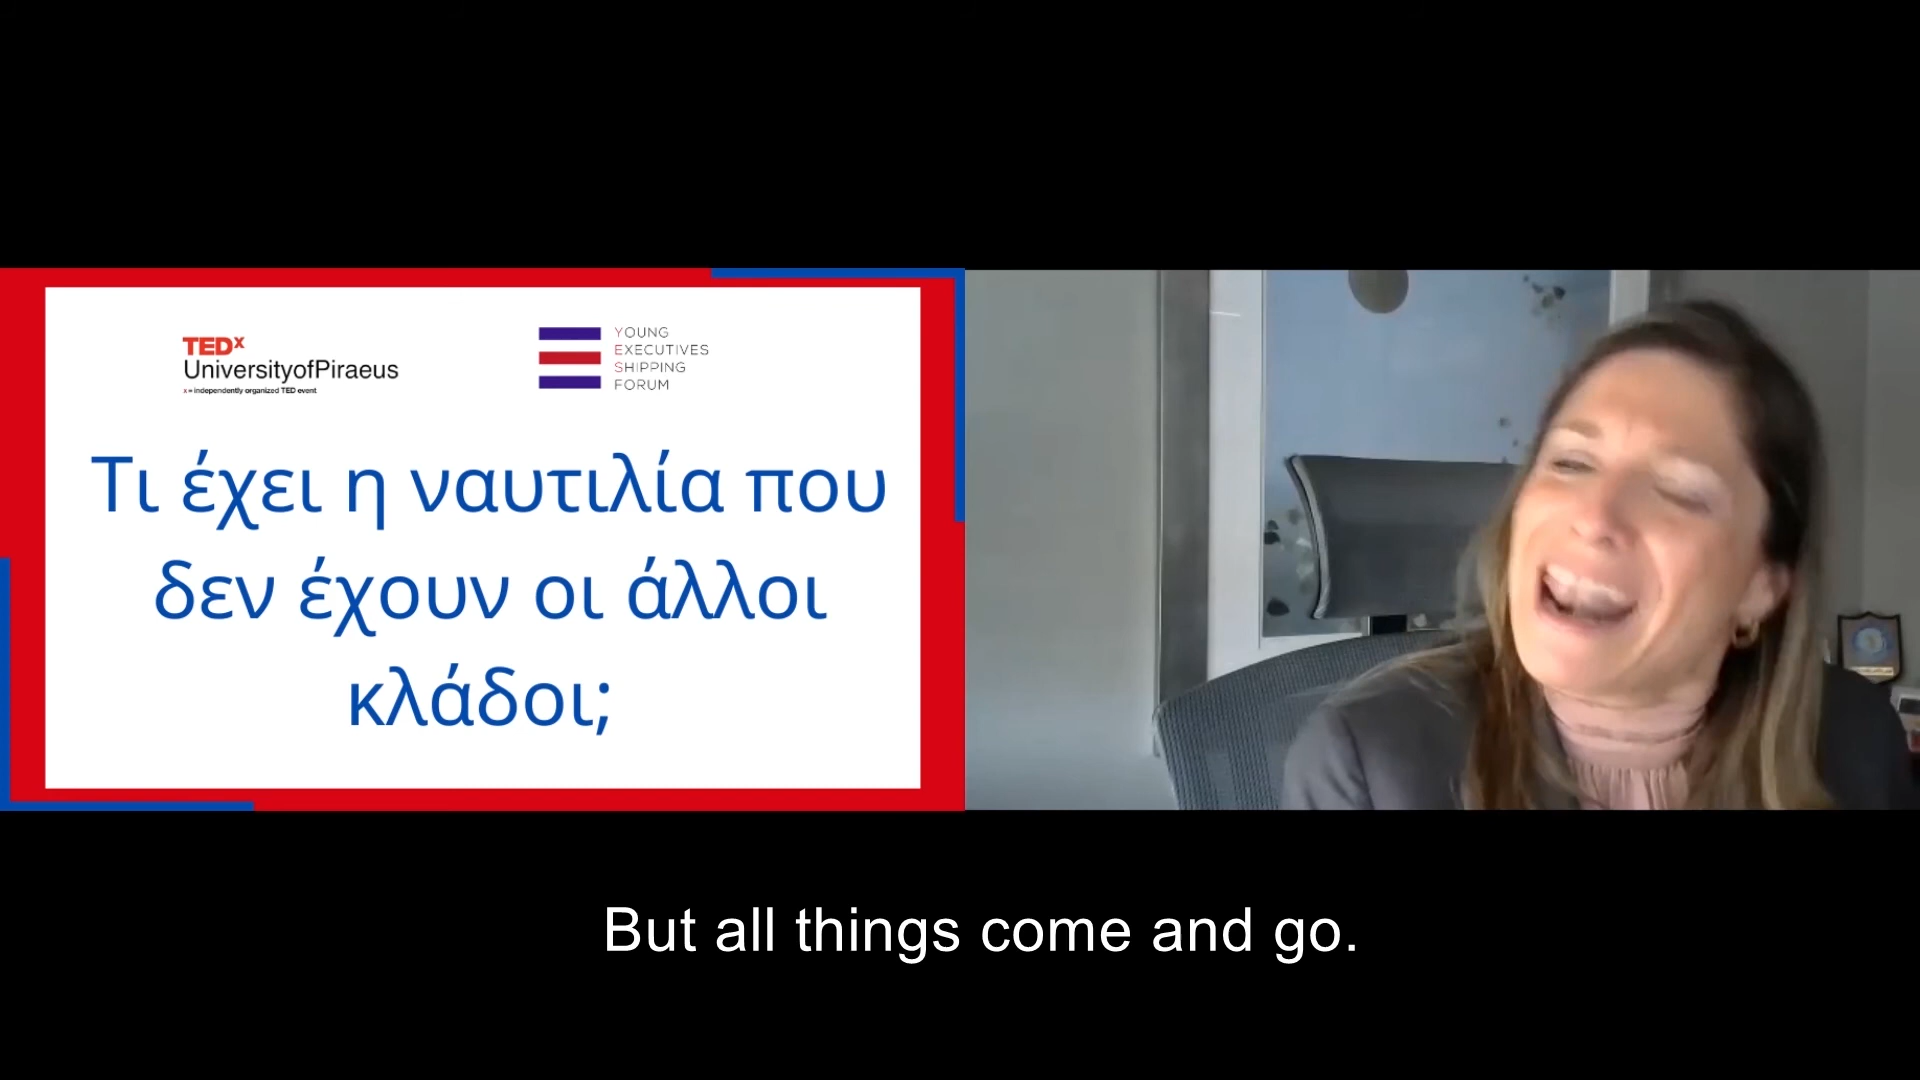 TEDx
UniversityofPiraeus
x = independently organized TED event
YOUNG
EXECUTIVES
SHIPPING
FORUM
Τι έχει η ναυτιλία που
δεν έχουν οι άλλοι
κλάδοι;
But all things come and go.